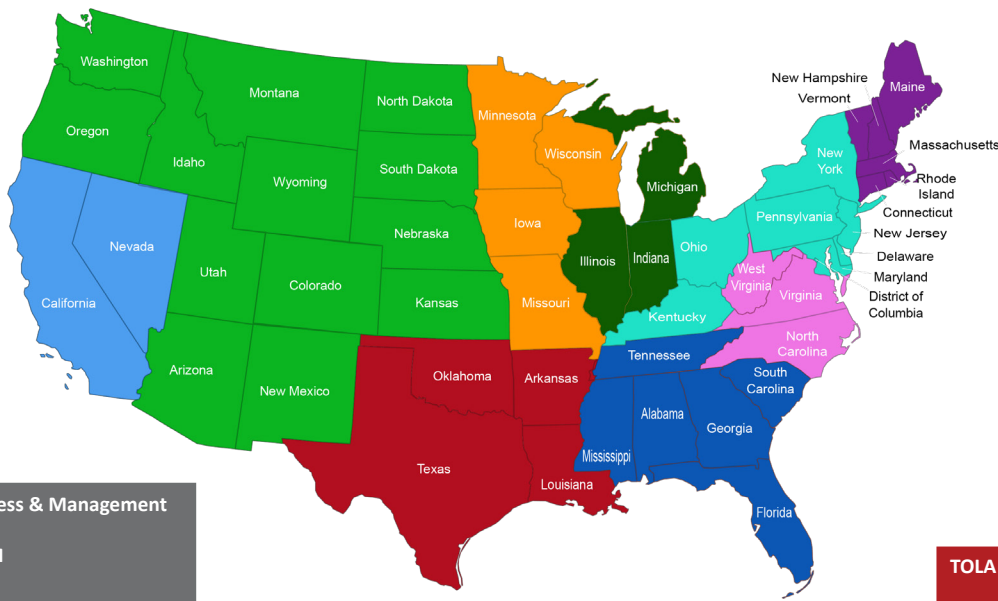 Washington
Montana
North Dakota
Minnesota
Oregon
Idaho
Wyoming
South Dakota
Wisconsin
Michigan
New Hampshire
Vermont
Maine
Massachusetts
New
York
Rhode
Island
Connecticut
Nevada
California
Utah
Colorado
Nebraska
Kansas
Iowa
Missouri
Illinois
Indiana
Ohio
Pennsylvania
New Jersey
Delaware
Maryland
District of
Columbia
West
Virginia
Virginia
Kentucky
North
Carolina
Tennessee
South
Carolina
Arizona
New Mexico
Oklahoma
Arkansas
Texas
Louisiana
Mississippi
Alabama
Georgia
Florida
ess & Management
TOLA